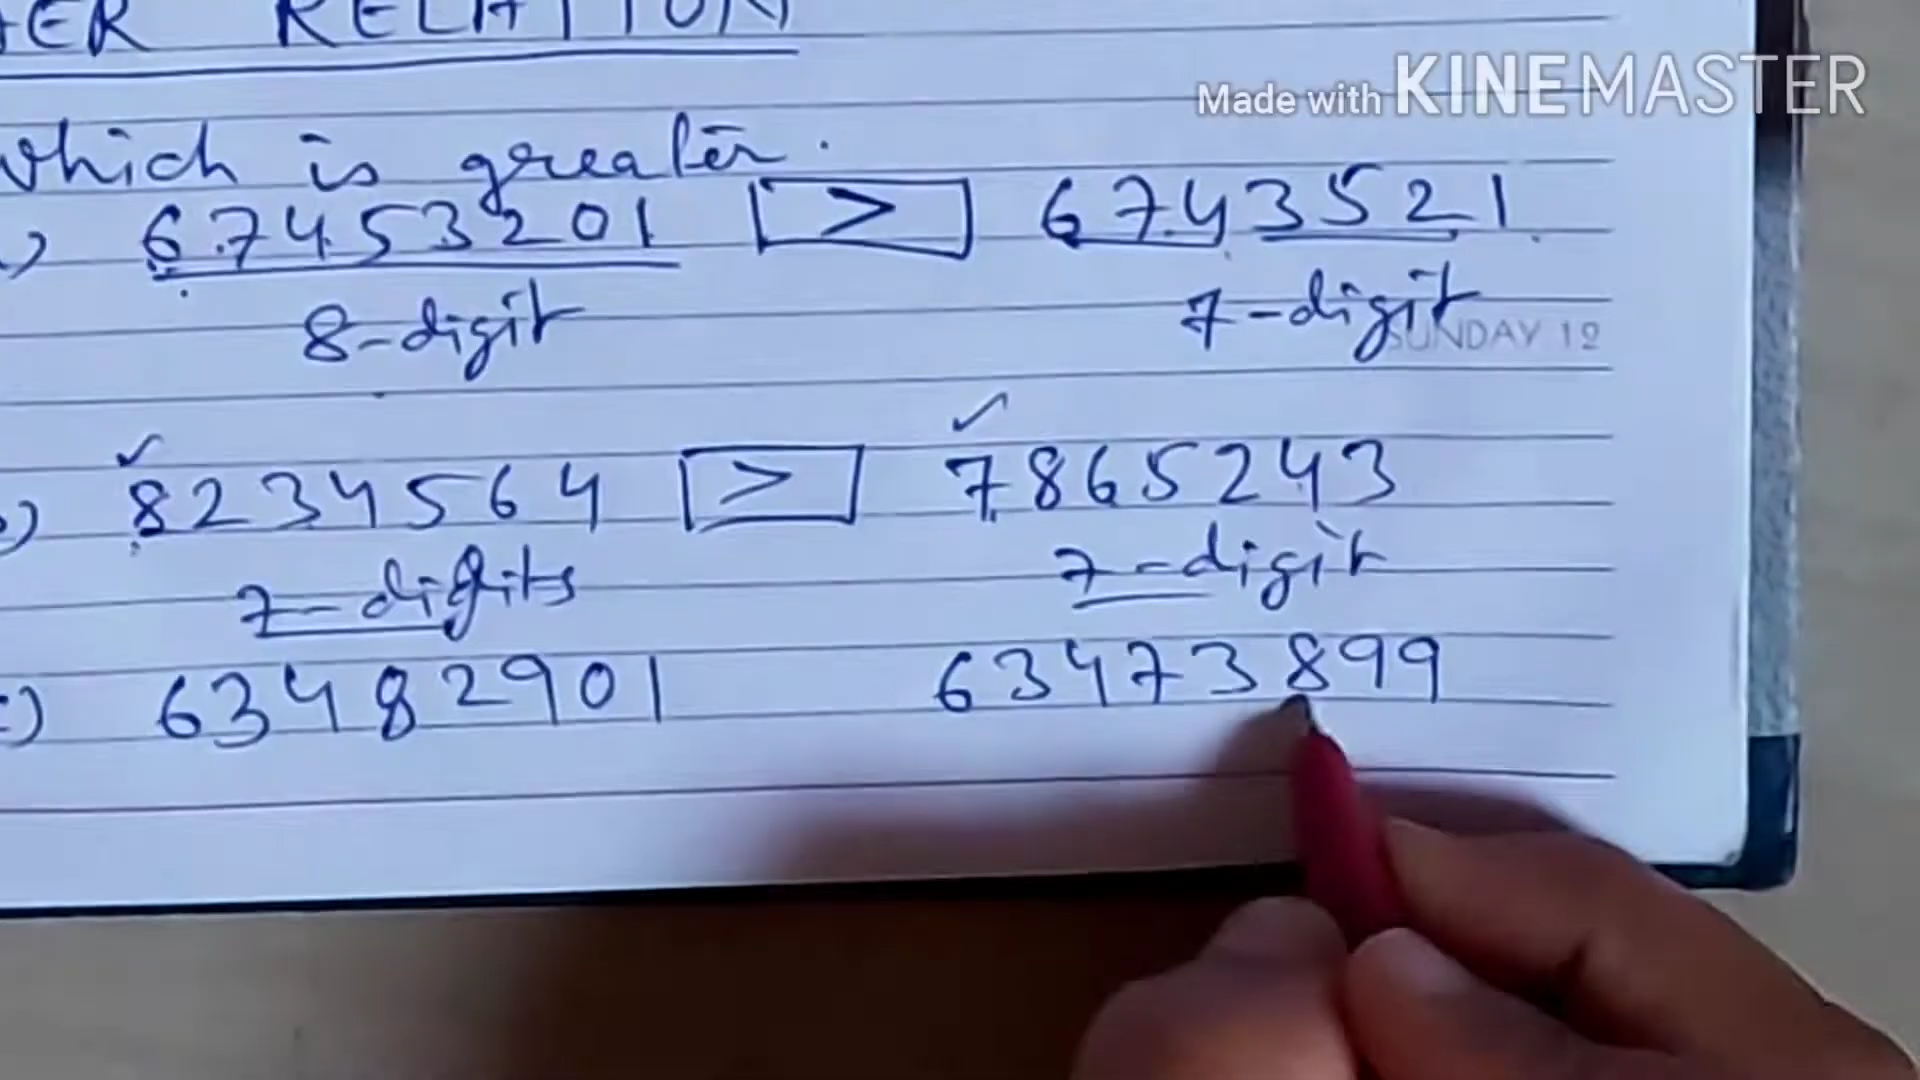 ER RELATION
Made with KINEMASTER
Which is greater.
67453201 > 6743521
8-digit 7-digit
SUNDAY 12
8234564 > 7865243
7-digits 7-digit
63482901 63473899